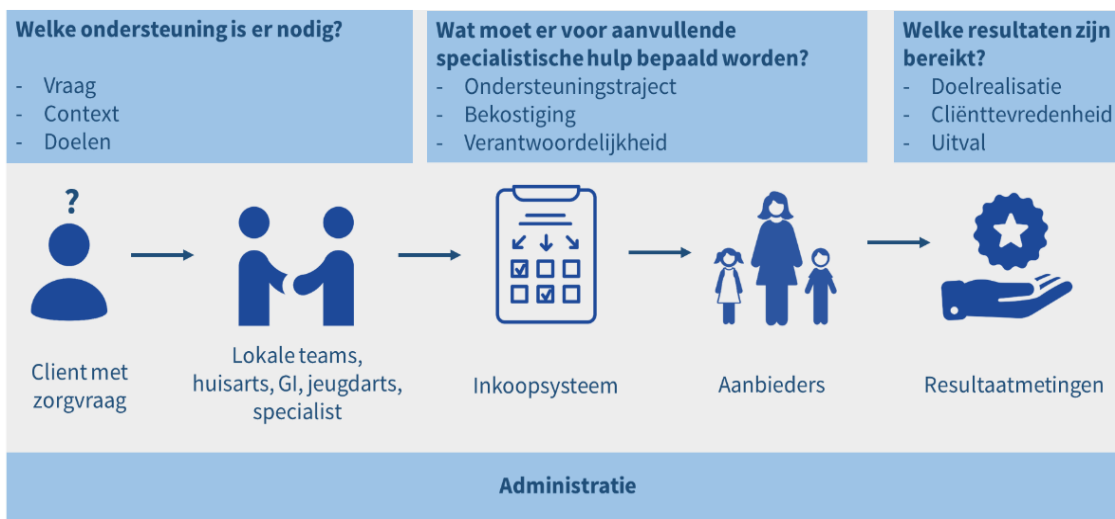 Welke ondersteuning is er nodig?
- Vraag
- Context
- Doelen
Wat moet er voor aanvullende
specialistische hulp bepaald worden?
- Ondersteuningstraject
- Bekostiging
- Verantwoordelijkheid
Welke resultaten zijn
bereikt?
- Doelrealisatie
- Cliënttevredenheid
- Uitval
?
Client met
zorgvraag
Lokale teams,
huisarts, GI, jeugdarts,
specialist
Inkoopsysteem
Aanbieders
Resultaatmetingen
Administratie